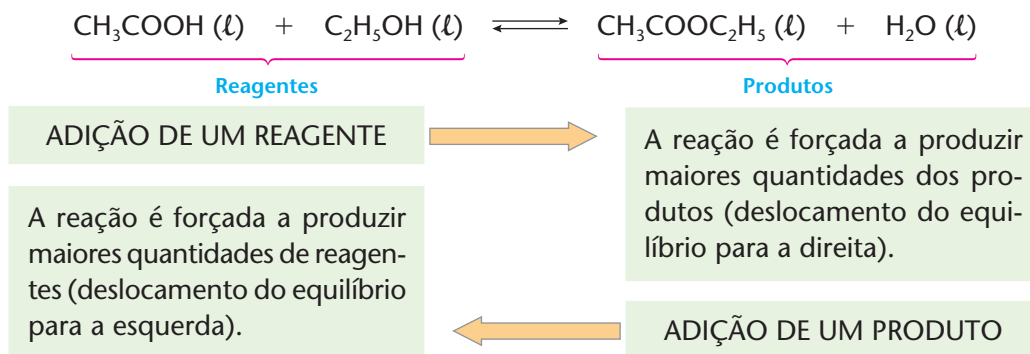 CH₃COOH (ℓ) + C₂H₅OH (ℓ) ⇌ CH₃COOC₂H₅ (ℓ) + H₂O (ℓ)
Reagentes
Produtos
ADIÇÃO DE UM REAGENTE
A reação é forçada a produzir
maiores quantidades dos pro-
dutos (deslocamento do equi-
líbrio para a direita).
A reação é forçada a produzir
maiores quantidades de reagen-
tes (deslocamento do equilíbrio
para a esquerda).
ADIÇÃO DE UM PRODUTO